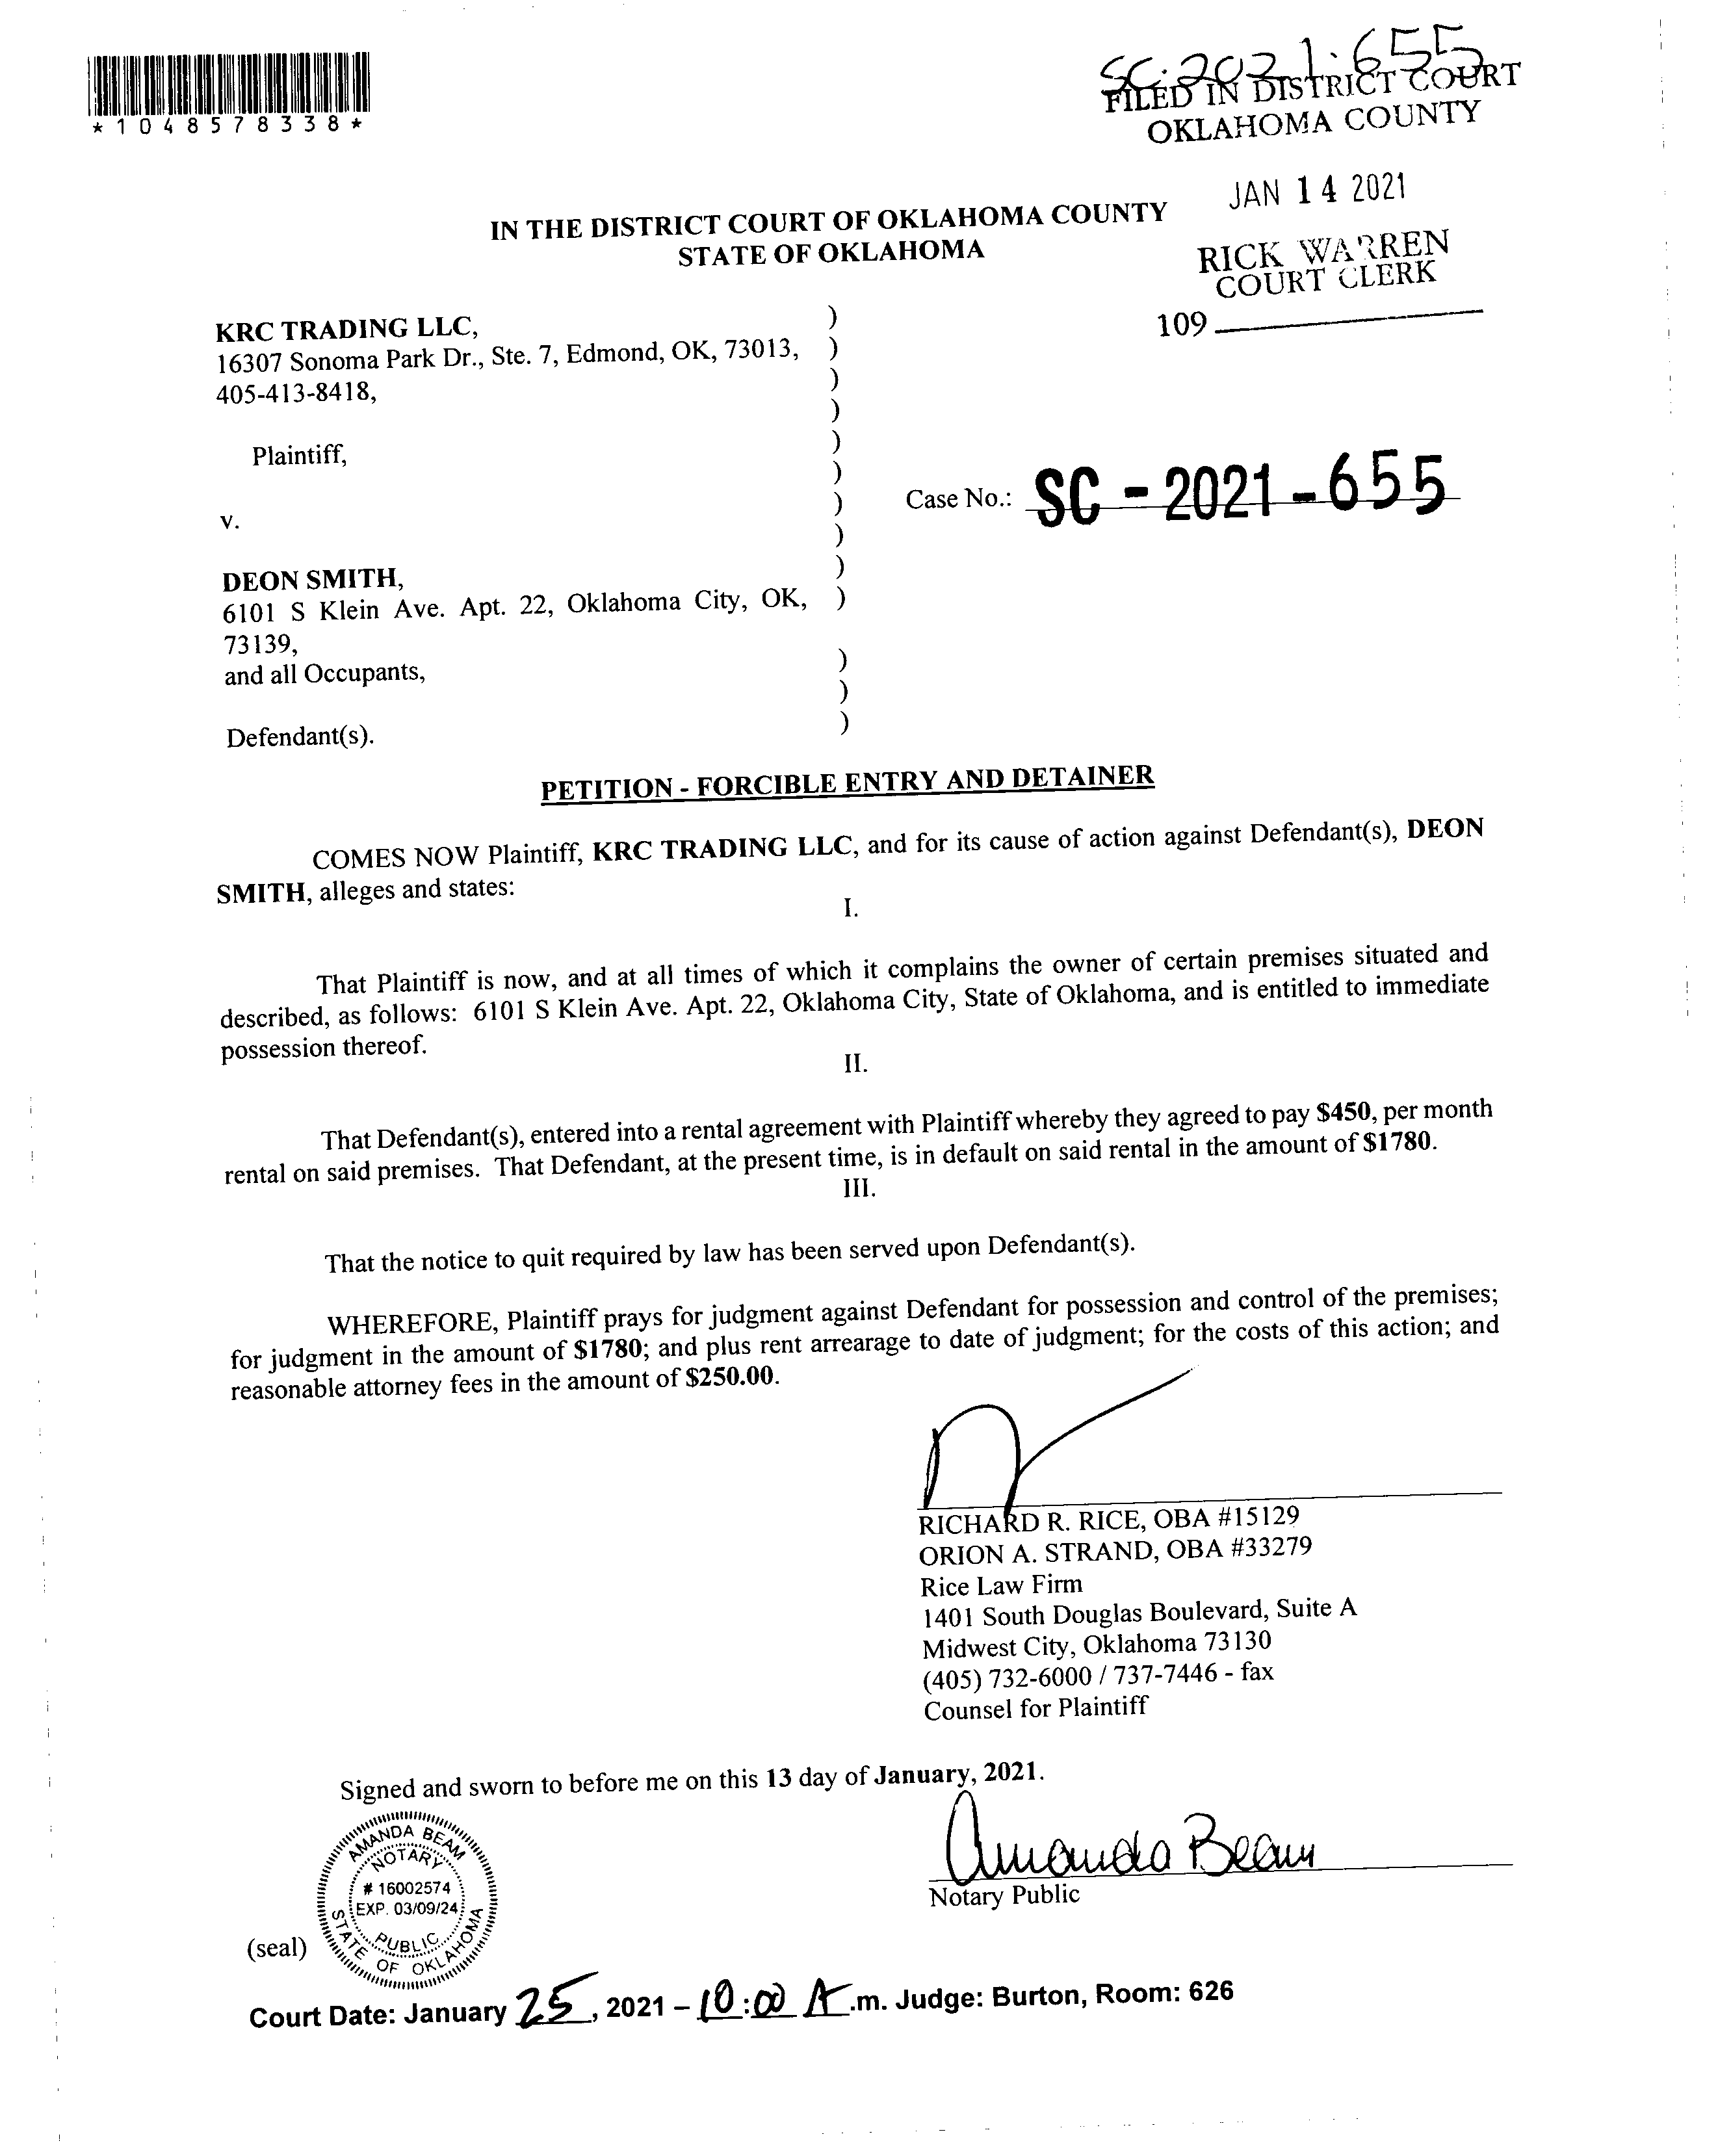 *1048578338*
SC-2021-655
FILED IN DISTRICT COURT
OKLAHOMA COUNTY
JAN 14 2021
RICK WARREN
COURT CLERK
109
IN THE DISTRICT COURT OF OKLAHOMA COUNTY
STATE OF OKLAHOMA
KRC TRADING LLC,
16307 Sonoma Park Dr., Ste. 7, Edmond, OK, 73013,
405-413-8418,
Plaintiff,
v.
Case No.: SC - 2021 - 655
DEON SMITH,
6101 S Klein Ave. Apt. 22, Oklahoma City, OK,
73139,
and all Occupants,
Defendant(s).
)
)
)
)
)
)
)
)
)
)
)
)
)
PETITION - FORCIBLE ENTRY AND DETAINER
COMES NOW Plaintiff, KRC TRADING LLC, and for its cause of action against Defendant(s), DEON
SMITH, alleges and states:
I.
That Plaintiff is now, and at all times of which it complains the owner of certain premises situated and
described, as follows: 6101 S Klein Ave. Apt. 22, Oklahoma City, State of Oklahoma, and is entitled to immediate
possession thereof.
II.
That Defendant(s), entered into a rental agreement with Plaintiff whereby they agreed to pay $450, per month
rental on said premises. That Defendant, at the present time, is in default on said rental in the amount of $1780.
III.
That the notice to quit required by law has been served upon Defendant(s).
WHEREFORE, Plaintiff prays for judgment against Defendant for possession and control of the premises;
for judgment in the amount of $1780; and plus rent arrearage to date of judgment; for the costs of this action; and
reasonable attorney fees in the amount of $250.00.
RICHARD R. RICE, OBA #15129
ORION A. STRAND, OBA #33279
Rice Law Firm
1401 South Douglas Boulevard, Suite A
Midwest City, Oklahoma 73130
(405) 732-6000 / 737-7446 - fax
Counsel for Plaintiff
Signed and sworn to before me on this 13 day of January, 2021.
Amanda Beam
Notary Public
AMANDA BEAM
NOTARY
# 16002574
EXP. 03/09/24
PUBLIC
STATE OF OKLAHOMA
(seal)
Court Date: January 25, 2021 – 10:00 A.m. Judge: Burton, Room: 626